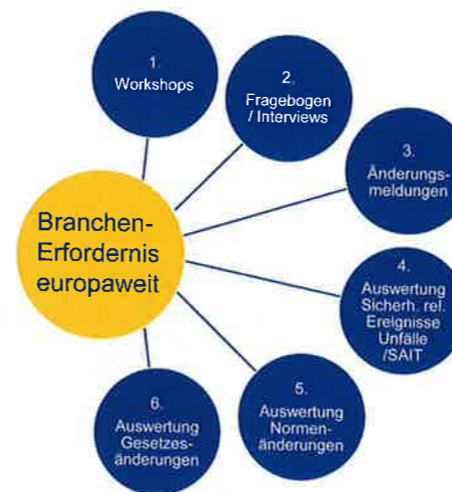 1.
Workshops
2.
Fragebogen
/ Interviews
3.
Änderungs-
meldungen
Branchen-
Erfordernis
europaweit
4.
Auswertung
Sicherh. rel.
Ereignisse
Unfälle
/SAIT
5.
Auswertung
Normen-
änderungen
6.
Auswertung
Gesetzes-
änderungen